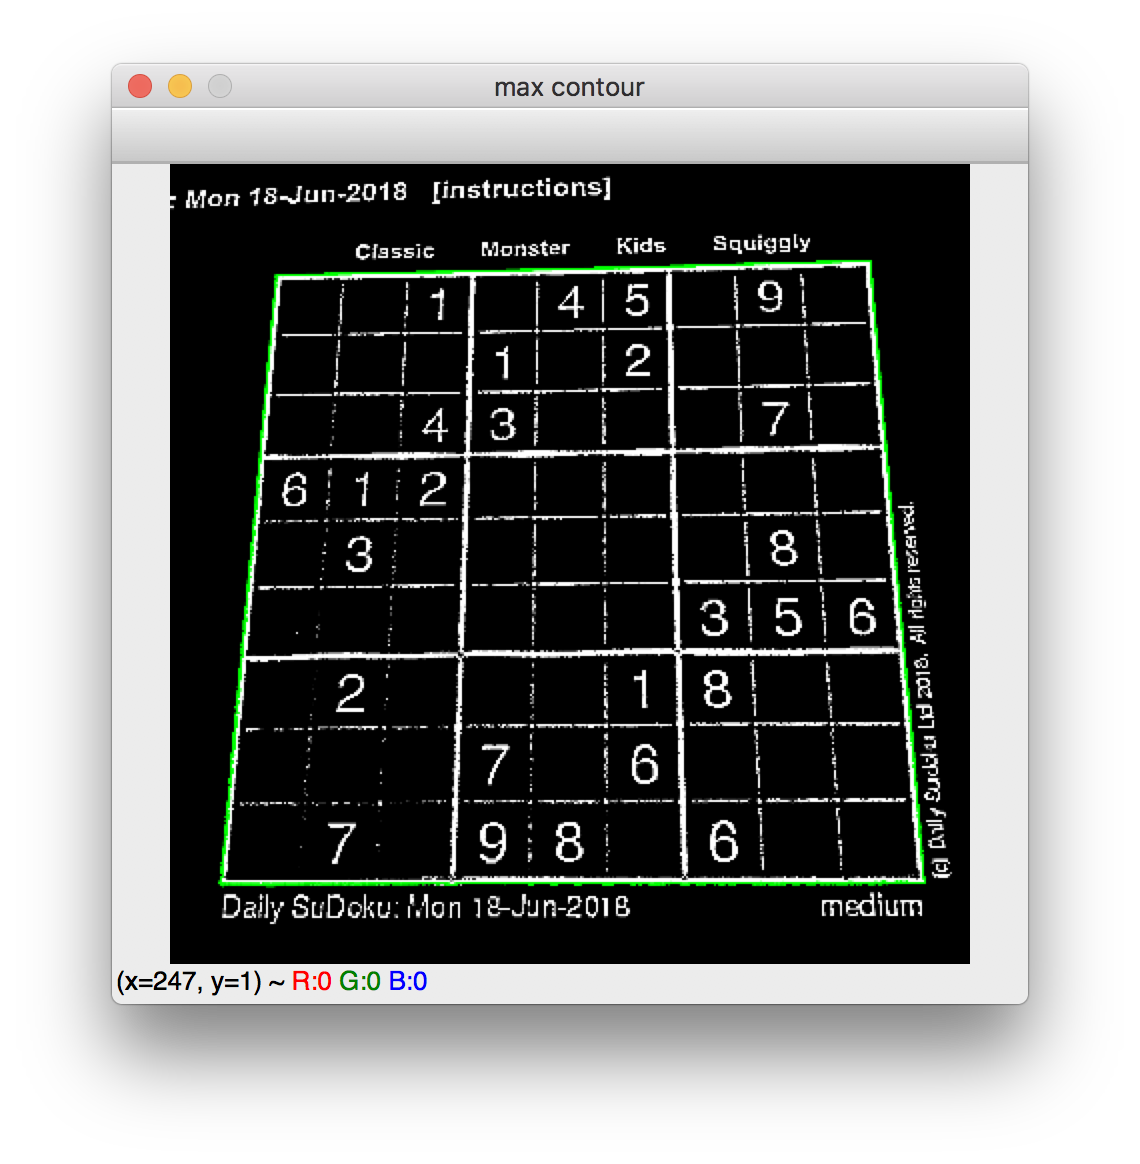 max contour
: Mon 18-Jun-2018 [instructions]
Classic Monster Kids Squiggly
1 4 5 9
1 2
4 3 7
6 1 2
3 8
3 5 6
2 1 8
7 6
7 9 8 6
(c) Daily SuDoku Ltd 2018. All rights reserved.
Daily SuDoku: Mon 18-Jun-2018 medium
(x=247, y=1) ~ R:0 G:0 B:0